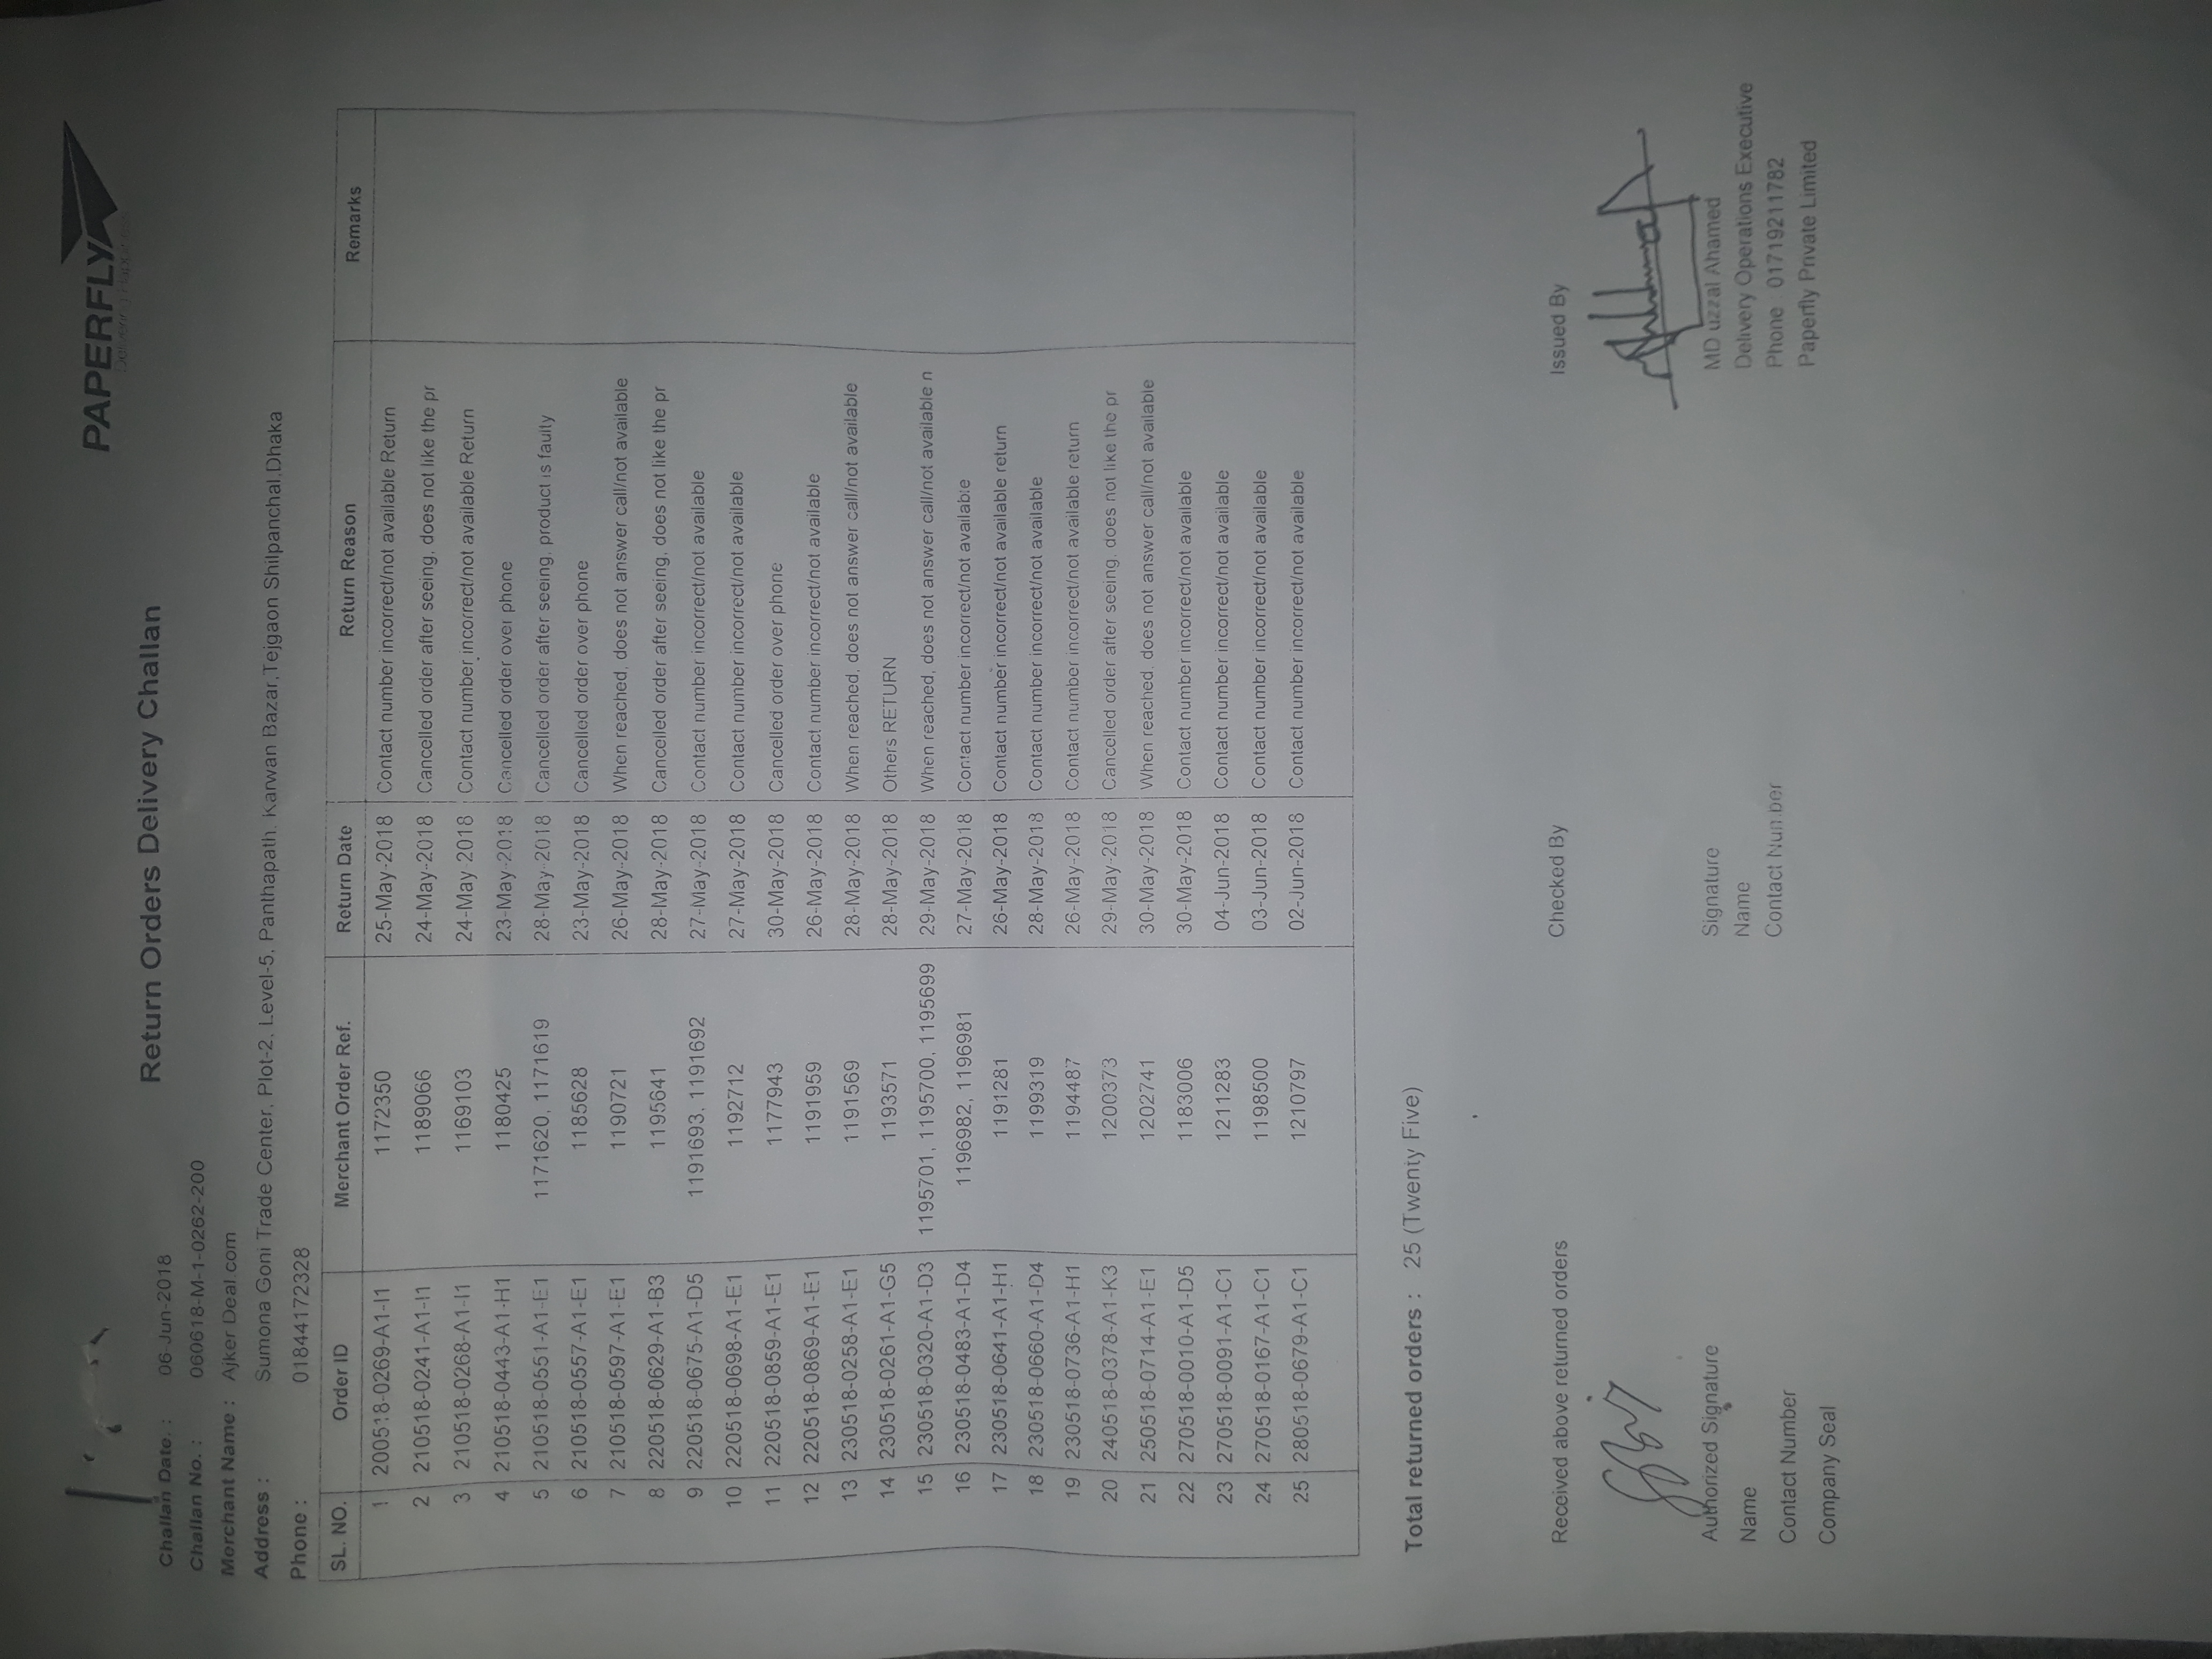 PAPERFLY
Delivering Happiness
Return Orders Delivery Challan
Challan Date. : 06-Jun-2018
Challan No. : 060618-M-1-0262-200
Merchant Name : Ajker Deal.com
Address : Sumona Goni Trade Center, Plot-2, Level-5, Panthapath, Karwan Bazar,Tejgaon Shilpanchal,Dhaka
Phone : 01844172328
SL. NO. Order ID Merchant Order Ref. Return Date Return Reason Remarks
1 200518-0269-A1-I1 1172350 25-May-2018 Contact number incorrect/not available Return
2 210518-0241-A1-I1 1189066 24-May-2018 Cancelled order after seeing, does not like the pr
3 210518-0268-A1-I1 1169103 24-May-2018 Contact number incorrect/not available Return
4 210518-0443-A1-H1 1180425 23-May-2018 Cancelled order over phone
5 210518-0551-A1-E1 1171620, 1171619 28-May-2018 Cancelled order after seeing, product is faulty
6 210518-0557-A1-E1 1185628 23-May-2018 Cancelled order over phone
7 210518-0597-A1-E1 1190721 26-May-2018 When reached, does not answer call/not available
8 220518-0629-A1-B3 1195641 28-May-2018 Cancelled order after seeing, does not like the pr
9 220518-0675-A1-D5 1191693, 1191692 27-May-2018 Contact number incorrect/not available
10 220518-0698-A1-E1 1192712 27-May-2018 Contact number incorrect/not available
11 220518-0859-A1-E1 1177943 30-May-2018 Cancelled order over phone
12 220518-0869-A1-E1 1191959 26-May-2018 Contact number incorrect/not available
13 230518-0258-A1-E1 1191569 28-May-2018 When reached, does not answer call/not available
14 230518-0261-A1-G5 1193571 28-May-2018 Others RETURN
15 230518-0320-A1-D3 1195701, 1195700, 1195699 29-May-2018 When reached, does not answer call/not available n
16 230518-0483-A1-D4 1196982, 1196981 27-May-2018 Contact number incorrect/not available
17 230518-0641-A1-H1 1191281 26-May-2018 Contact number incorrect/not available return
18 230518-0660-A1-D4 1199319 28-May-2018 Contact number incorrect/not available
19 230518-0736-A1-H1 1194487 26-May-2018 Contact number incorrect/not available return
20 240518-0378-A1-K3 1200373 29-May-2018 Cancelled order after seeing, does not like the pr
21 250518-0714-A1-E1 1202741 30-May-2018 When reached, does not answer call/not available
22 270518-0010-A1-D5 1183006 30-May-2018 Contact number incorrect/not available
23 270518-0091-A1-C1 1211283 04-Jun-2018 Contact number incorrect/not available
24 270518-0167-A1-C1 1198500 03-Jun-2018 Contact number incorrect/not available
25 280518-0679-A1-C1 1210797 02-Jun-2018 Contact number incorrect/not available
Total returned orders : 25 (Twenty Five)
Received above returned orders Checked By Issued By
Authorized Signature Signature MD uzzal Ahamed
Name Name Delivery Operations Executive
Contact Number Contact Number Phone : 01719211782
Company Seal Paperfly Private Limited